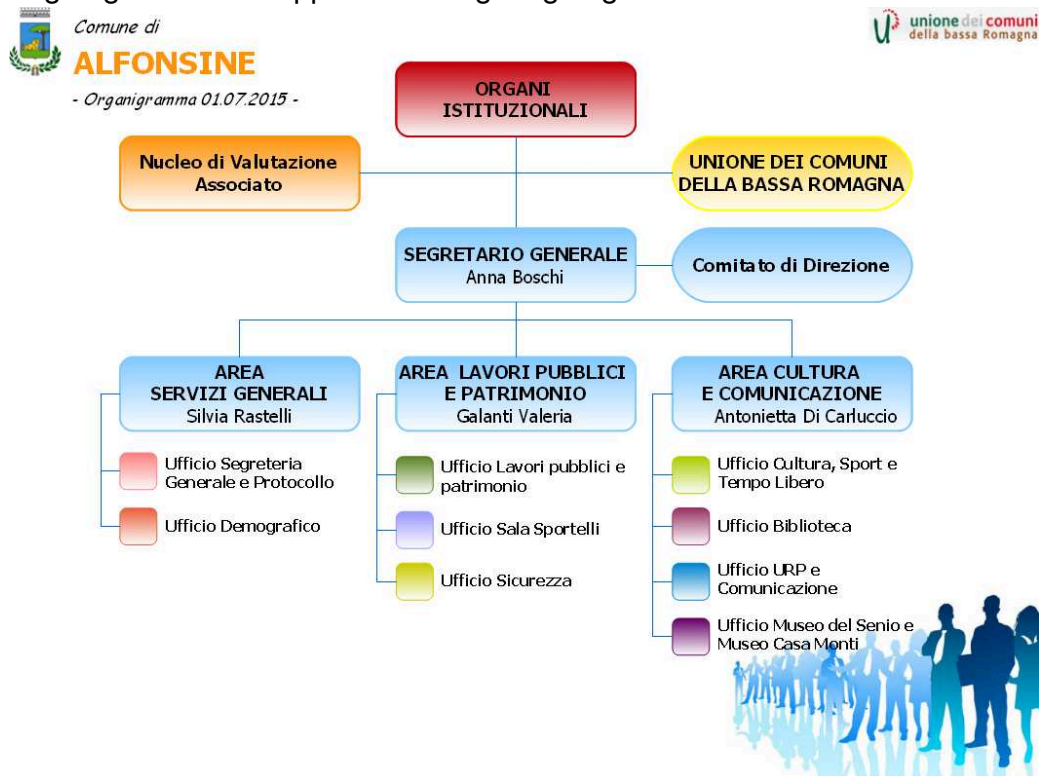 Comune di
ALFONSINE
- Organigramma 01.07.2015 -
unione dei comuni
della bassa Romagna
ORGANI
ISTITUZIONALI
Nucleo di Valutazione
Associato
UNIONE DEI COMUNI
DELLA BASSA ROMAGNA
SEGRETARIO GENERALE
Anna Boschi
Comitato di Direzione
AREA
SERVIZI GENERALI
Silvia Rastelli
AREA LAVORI PUBBLICI
E PATRIMONIO
Galanti Valeria
AREA CULTURA
E COMUNICAZIONE
Antonietta Di Carluccio
Ufficio Segreteria
Generale e Protocollo
Ufficio Demografico
Ufficio Lavori pubblici e
patrimonio
Ufficio Sala Sportelli
Ufficio Sicurezza
Ufficio Cultura, Sport e
Tempo Libero
Ufficio Biblioteca
Ufficio URP e
Comunicazione
Ufficio Museo del Senio e
Museo Casa Monti